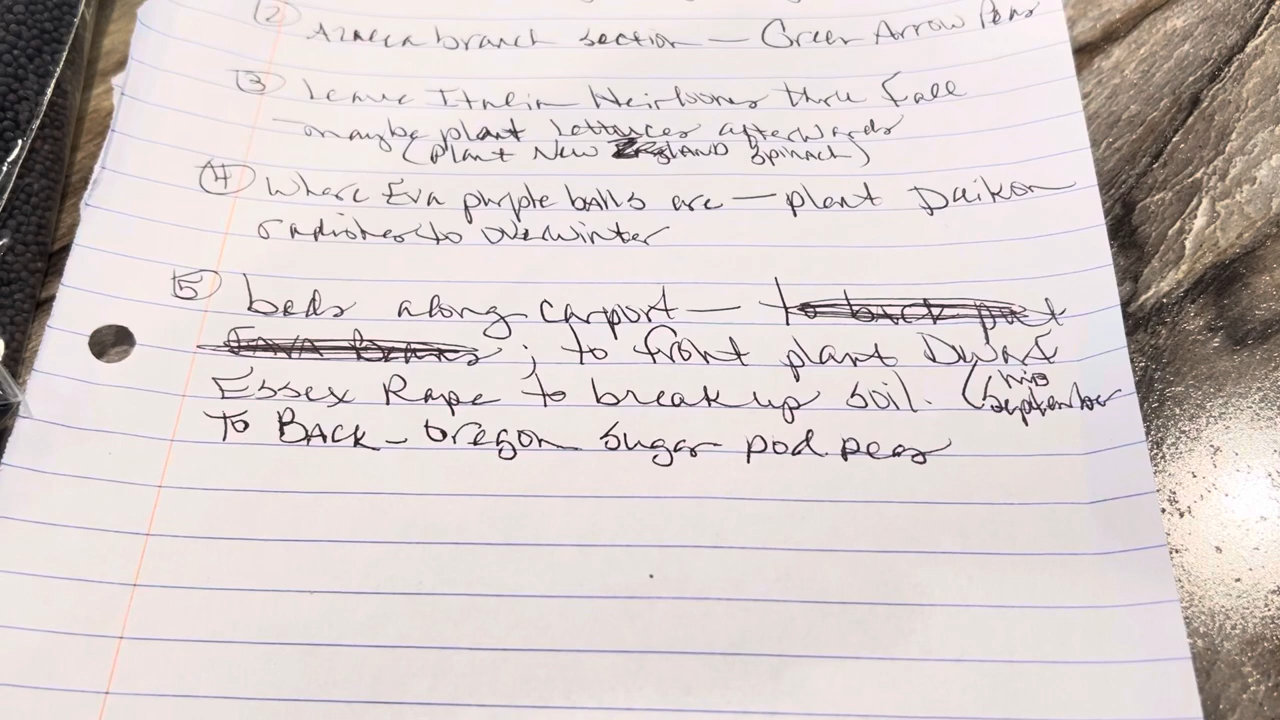 ② Azalea branch section — Green Arrow Peas
③ Leave Italian Heirlooms thru fall
— maybe plant lettuces afterwards
(Plant New England Spinach)
④ Where Eva purple balls are — plant Daikon
radishes to overwinter
⑤ beds along carport — to back put
Fava beans ; to front plant Dwarf
Essex Rape to break up soil. (this
September
To BACK - Oregon sugar pod peas